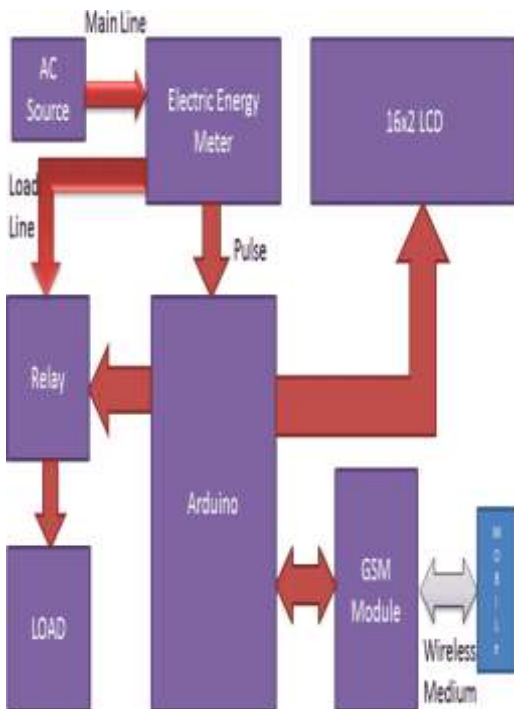 Main Line
AC
Source
Electric Energy
Meter
16x2 LCD
Load
Line
Pulse
Relay
Arduino
LOAD
GSM
Module
Wireless
Medium
MOBILE